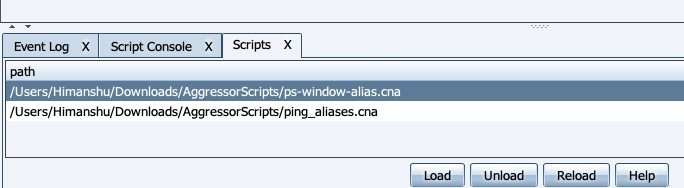 Event Log X Script Console X Scripts X
path
/Users/Himanshu/Downloads/AggressorScripts/ps-window-alias.cna
/Users/Himanshu/Downloads/AggressorScripts/ping_aliases.cna
Load Unload Reload Help